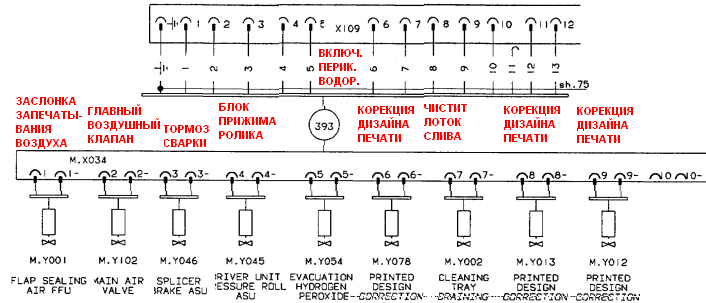 1 2 3 4 5 X109 6 7 8 9 10 11 12
1 2 3 4 5 6 7 8 9 10 11 12 13
sh.75
ВКЛЮЧ.
ПЕРИК.
ВОДОР.
ЗАСЛОНКА
ЗАПЕЧАТЫ-
ВАНИЯ
ВОЗДУХА
ГЛАВНЫЙ
ВОЗДУШНЫЙ
КЛАПАН
ТОРМОЗ
СВАРКИ
БЛОК
ПРИЖИМА
РОЛИКА
393
КОРЕКЦИЯ
ДИЗАЙНА
ПЕЧАТИ
ЧИСТИТ
ЛОТОК
СЛИВА
КОРЕКЦИЯ
ДИЗАЙНА
ПЕЧАТИ
КОРЕКЦИЯ
ДИЗАЙНА
ПЕЧАТИ
M.X034
1 1- 2 2- 3 3- 4 4- 5 5- 6 6- 7 7- 8 8- 9 9- 10 10-
M.Y001
FLAP SEALING
AIR FFU
M.Y102
MAIN AIR
VALVE
M.Y046
SPLICER
BRAKE ASU
M.Y045
DRIVER UNIT
PRESSURE ROLL
ASU
M.Y054
EVACUATION
HYDROGEN
PEROXIDE
M.Y078
PRINTED
DESIGN
CORRECTION
M.Y002
CLEANING
TRAY
DRAINING
M.Y013
PRINTED
DESIGN
CORRECTION
M.Y012
PRINTED
DESIGN
CORRECTION